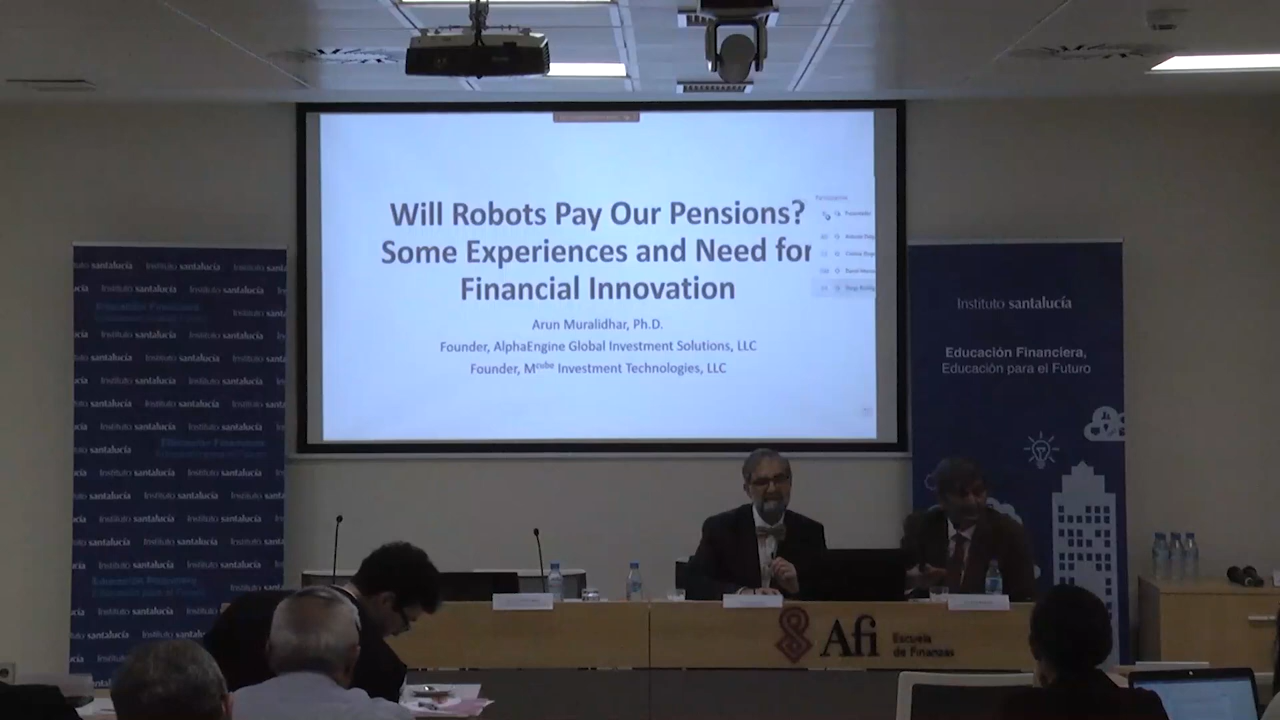 Will Robots Pay Our Pensions?
Some Experiences and Need for
Financial Innovation
Arun Muralidhar, Ph.D.
Founder, AlphaEngine Global Investment Solutions, LLC
Founder, Mcube Investment Technologies, LLC
Instituto santalucía
Educación Financiera,
Educación para el Futuro
Instituto santalucía
Afi
Escuela
de Finanzas